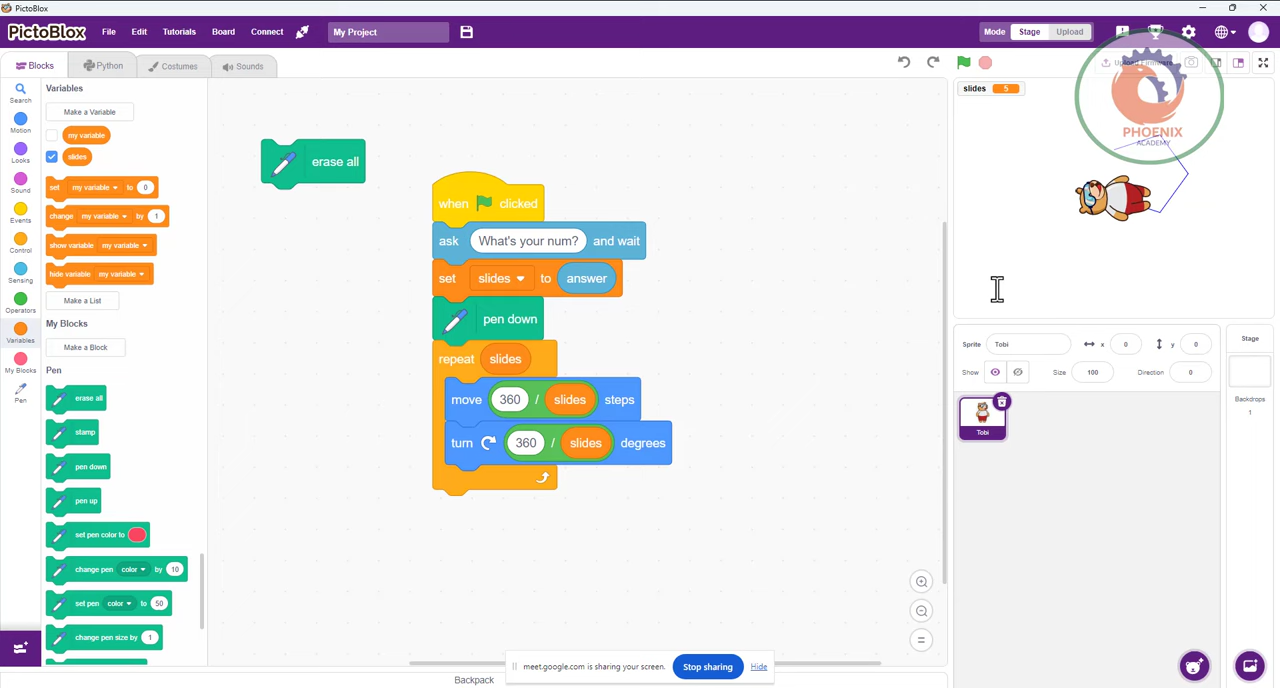 PictoBlox
PictoBlox
File
Edit
Tutorials
Board
Connect
My Project
Mode
Stage
Upload
Blocks
Python
Costumes
Sounds
Upload Firmware
Search
Motion
Looks
Sound
Events
Control
Sensing
Operators
Variables
My Blocks
Pen
Variables
Make a Variable
my variable
slides
set my variable to 0
change my variable by 1
show variable my variable
hide variable my variable
Make a List
My Blocks
Make a Block
Pen
erase all
stamp
pen down
pen up
set pen color to
change pen color by 10
set pen color to 50
change pen size by 1
erase all
when clicked
ask What's your num? and wait
set slides to answer
pen down
repeat slides
move 360 / slides steps
turn 360 / slides degrees
slides 5
PHOENIX
ACADEMY
Sprite Tobi x 0 y 0
Show Size 100 Direction 0
Tobi
Stage
Backdrops
1
meet.google.com is sharing your screen. Stop sharing Hide
Backpack